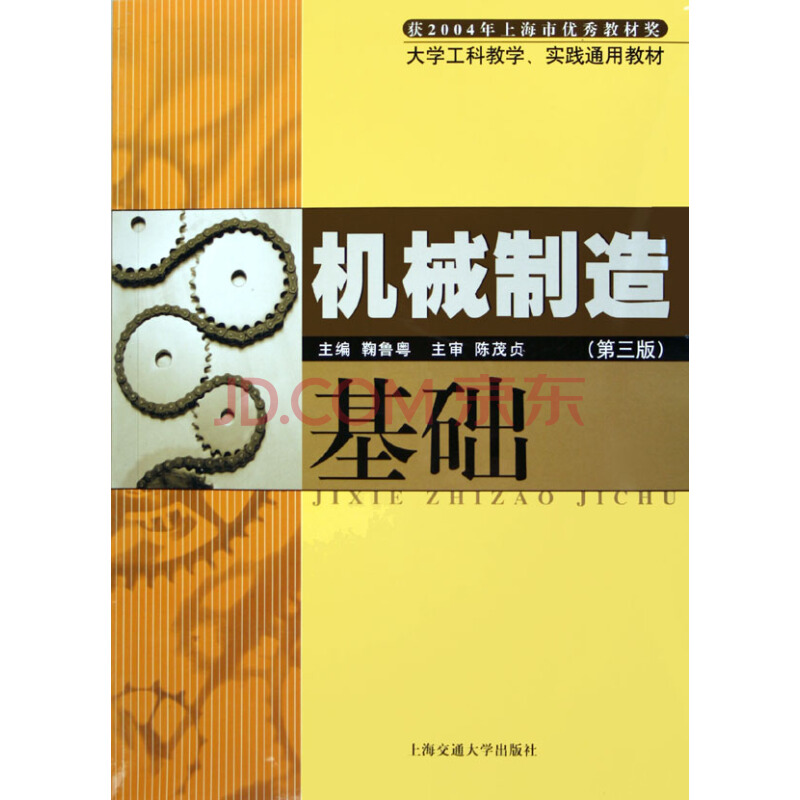 获2004年上海市优秀教材奖
大学工科教学、实践通用教材
机械制造
主编 鞠鲁粤 主审 陈茂贞 (第三版)
JD.COM 京东
基础
JIXIE ZHIZAO JICHU
上海交通大学出版社